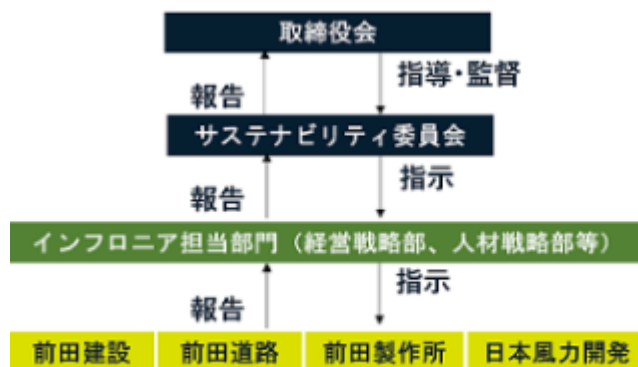 取締役会
報告
指導・監督
サステナビリティ委員会
報告
指示
インフロニア担当部門（経営戦略部、人材戦略部等）
報告
指示
前田建設
前田道路
前田製作所
日本風力開発